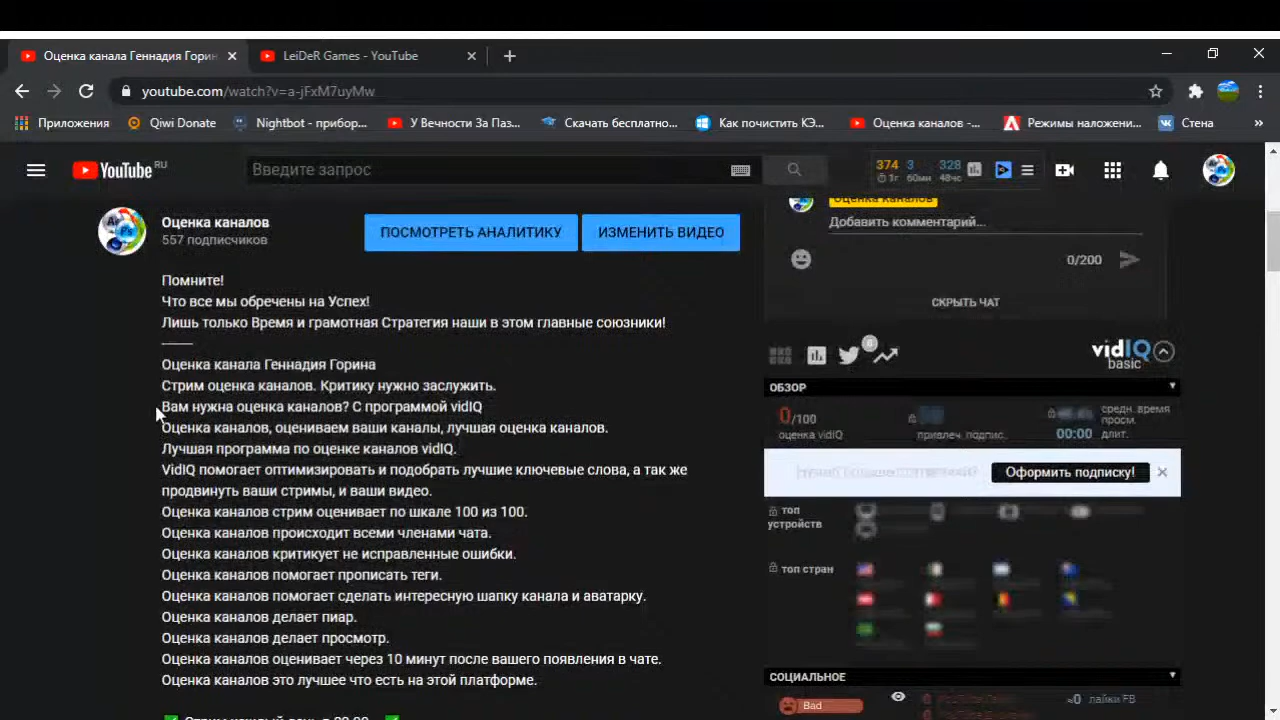 Оценка канала Геннадия Горин
LeiDeR Games - YouTube
youtube.com/watch?v=a-jFxM7uyMw
Приложения
Qiwi Donate
Nightbot - прибор...
У Вечности За Паз...
Скачать бесплатно...
Как почистить КЭ...
Оценка каналов -...
Режимы наложени...
Стена
YouTube RU
Введите запрос
374 3 328
1г 60мн 48чс
Оценка каналов
557 подписчиков
ПОСМОТРЕТЬ АНАЛИТИКУ
ИЗМЕНИТЬ ВИДЕО
Помните!
Что все мы обречены на Успех!
Лишь только Время и грамотная Стратегия наши в этом главные союзники!
Оценка канала Геннадия Горина
Стрим оценка каналов. Критику нужно заслужить.
Вам нужна оценка каналов? С программой vidIQ
Оценка каналов, оцениваем ваши каналы, лучшая оценка каналов.
Лучшая программа по оценке каналов vidIQ.
VidIQ помогает оптимизировать и подобрать лучшие ключевые слова, а так же
продвинуть ваши стримы, и ваши видео.
Оценка каналов стрим оценивает по шкале 100 из 100.
Оценка каналов происходит всеми членами чата.
Оценка каналов критикует не исправленные ошибки.
Оценка каналов помогает прописать теги.
Оценка каналов помогает сделать интересную шапку канала и аватарку.
Оценка каналов делает пиар.
Оценка каналов делает просмотр.
Оценка каналов оценивает через 10 минут после вашего появления в чате.
Оценка каналов это лучшее что есть на этой платформе.
Оценка каналов
Добавить комментарий...
0/200
СКРЫТЬ ЧАТ
vidIQ
basic
ОБЗОР
0/100
оценка vidIQ
привлеч. подпис.
00:00
средн. время
просм.
длит.
Оформить подписку!
топ
устройств
топ стран
СОЦИАЛЬНОЕ
Bad
≈0 лайки FB